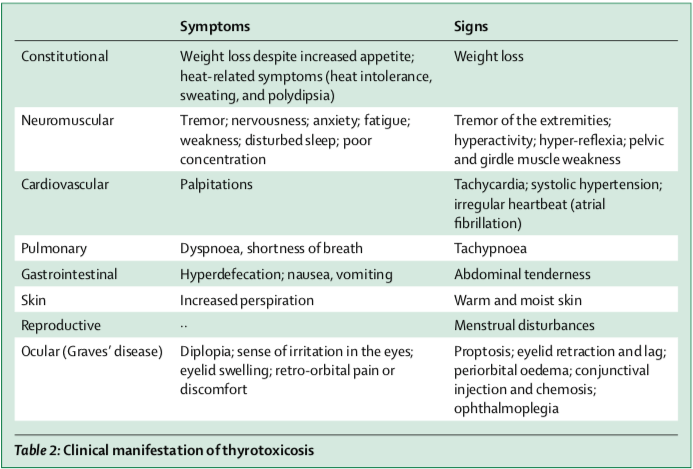 Symptoms Signs
Constitutional Weight loss despite increased appetite; Weight loss
heat-related symptoms (heat intolerance,
sweating, and polydipsia)
Neuromuscular Tremor; nervousness; anxiety; fatigue; Tremor of the extremities;
weakness; disturbed sleep; poor hyperactivity; hyper-reflexia; pelvic
concentration and girdle muscle weakness
Cardiovascular Palpitations Tachycardia; systolic hypertension;
irregular heartbeat (atrial
fibrillation)
Pulmonary Dyspnoea, shortness of breath Tachypnoea
Gastrointestinal Hyperdefecation; nausea, vomiting Abdominal tenderness
Skin Increased perspiration Warm and moist skin
Reproductive ·· Menstrual disturbances
Ocular (Graves’ disease) Diplopia; sense of irritation in the eyes; Proptosis; eyelid retraction and lag;
eyelid swelling; retro-orbital pain or periorbital oedema; conjunctival
discomfort injection and chemosis;
ophthalmoplegia
Table 2: Clinical manifestation of thyrotoxicosis